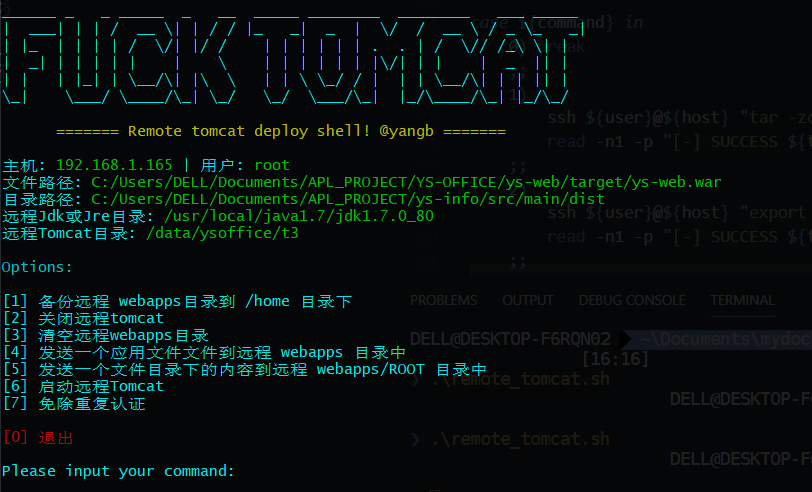 FUCK TOMCAT
======= Remote tomcat deploy shell! @yangb =======
主机: 192.168.1.165 | 用户: root
文件路径: C:/Users/DELL/Documents/APL_PROJECT/YS-OFFICE/ys-web/target/ys-web.war
目录路径: C:/Users/DELL/Documents/APL_PROJECT/ys-info/src/main/dist
远程Jdk或Jre目录: /usr/local/java1.7/jdk1.7.0_80
远程Tomcat目录: /data/ysoffice/t3
Options:
[1] 备份远程 webapps目录到 /home 目录下
[2] 关闭远程tomcat
[3] 清空远程webapps目录
[4] 发送一个应用文件文件到远程 webapps 目录中
[5] 发送一个文件目录下的内容到远程 webapps/ROOT 目录中
[6] 启动远程Tomcat
[7] 免除重复认证
[0] 退出
Please input your command:
case ${command} in
break
;;
1)
ssh ${user}@${host} "tar -zc
read -n1 -p "[-] SUCCESS ${t
;;
ssh ${user}@${host} "export
read -n1 -p "[-] SUCCESS ${t
;;
PROBLEMS OUTPUT DEBUG CONSOLE TERMINAL
DELL@DESKTOP-F6RQN02 ~\Documents\mydoc
[16:16]
❯ .\remote_tomcat.sh
DELL@DESKTOP-F6
❯ .\remote_tomcat.sh
DELL@DESKTOP-F6